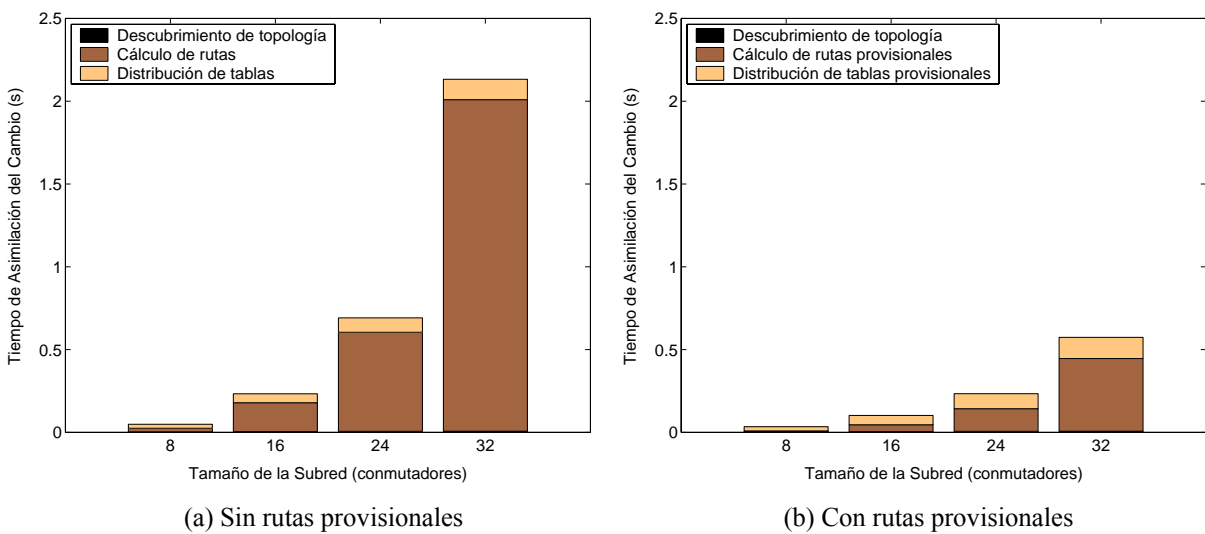 2.5
2
1.5
1
0.5
0
Tiempo de Asimilación del Cambio (s)
Descubrimiento de topología
Cálculo de rutas
Distribución de tablas
8 16 24 32
Tamaño de la Subred (conmutadores)
(a) Sin rutas provisionales
2.5
2
1.5
1
0.5
0
Tiempo de Asimilación del Cambio (s)
Descubrimiento de topología
Cálculo de rutas provisionales
Distribución de tablas provisionales
8 16 24 32
Tamaño de la Subred (conmutadores)
(b) Con rutas provisionales